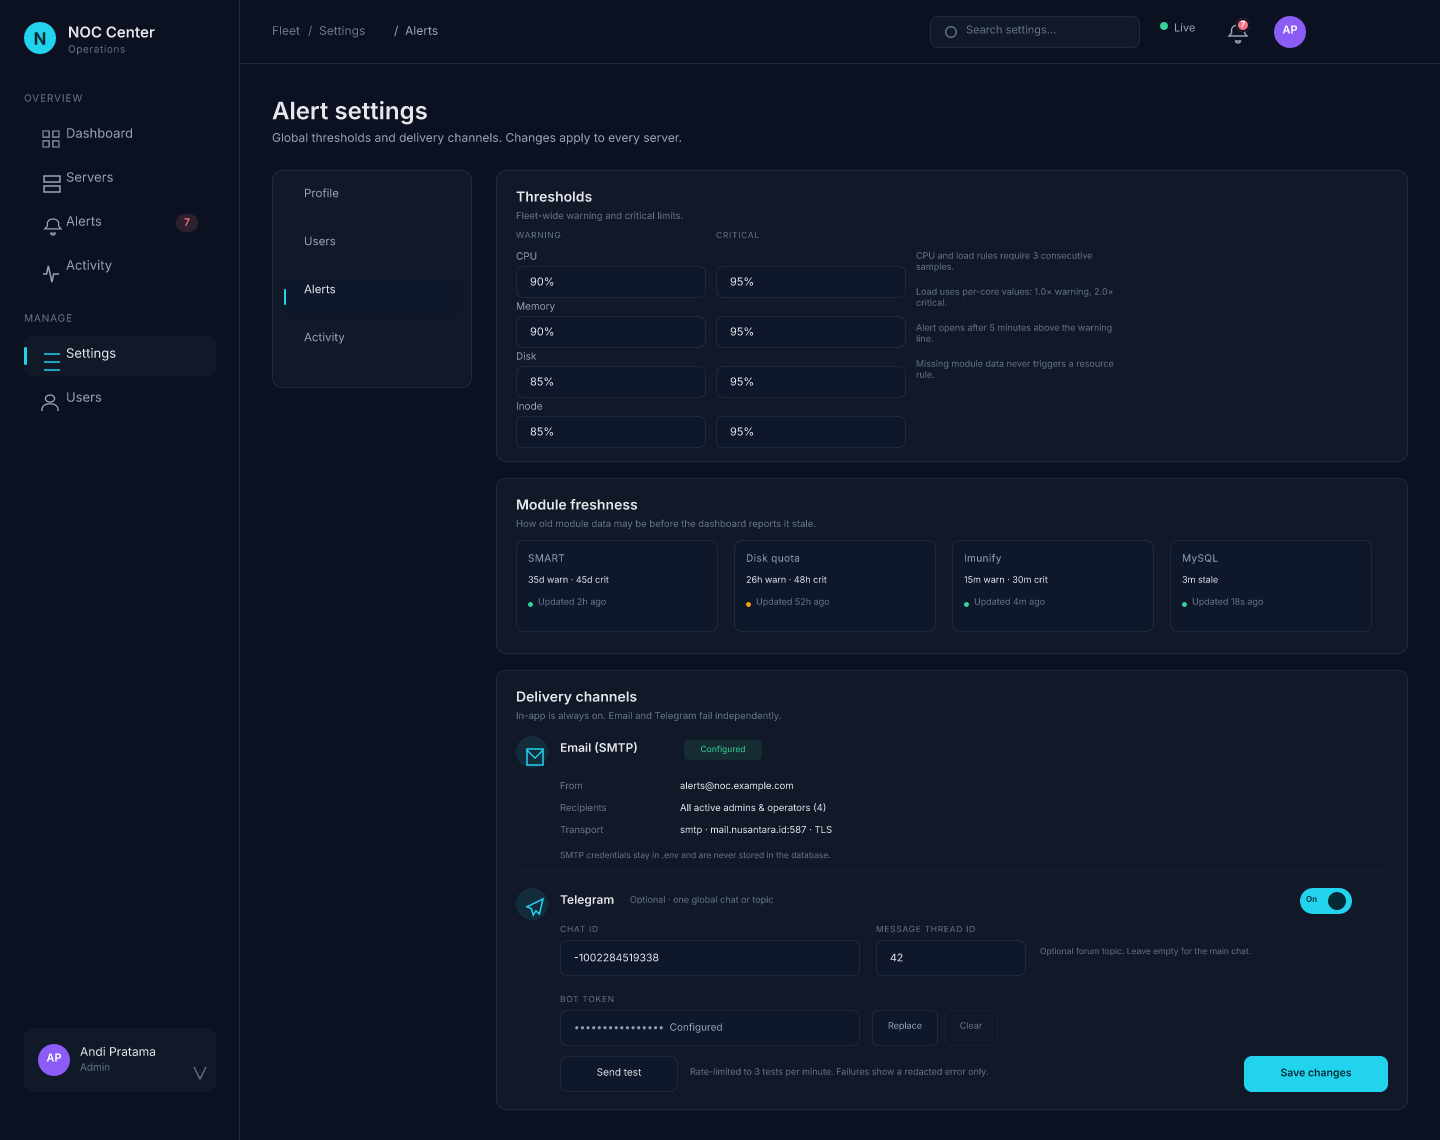 N
NOC Center
Operations
OVERVIEW
Dashboard
Servers
Alerts 7
Activity
MANAGE
Settings
Users
AP
Andi Pratama
Admin
Fleet / Settings / Alerts
Search settings...
Live
7
AP
Alert settings
Global thresholds and delivery channels. Changes apply to every server.
Profile
Users
Alerts
Activity
Thresholds
Fleet-wide warning and critical limits.
WARNING CRITICAL
CPU
90% 95%
Memory
90% 95%
Disk
85% 95%
Inode
85% 95%
CPU and load rules require 3 consecutive
samples.
Load uses per-core values: 1.0× warning, 2.0×
critical.
Alert opens after 5 minutes above the warning
line.
Missing module data never triggers a resource
rule.
Module freshness
How old module data may be before the dashboard reports it stale.
SMART
35d warn · 45d crit
Updated 2h ago
Disk quota
26h warn · 48h crit
Updated 52h ago
Imunify
15m warn · 30m crit
Updated 4m ago
MySQL
3m stale
Updated 18s ago
Delivery channels
In-app is always on. Email and Telegram fail independently.
Email (SMTP) Configured
From alerts@noc.example.com
Recipients All active admins & operators (4)
Transport smtp · mail.nusantara.id:587 · TLS
SMTP credentials stay in .env and are never stored in the database.
Telegram Optional · one global chat or topic On
CHAT ID MESSAGE THREAD ID
-1002284519338 42 Optional forum topic. Leave empty for the main chat.
BOT TOKEN
•••••••••••••••• Configured Replace Clear
Send test Rate-limited to 3 tests per minute. Failures show a redacted error only. Save changes